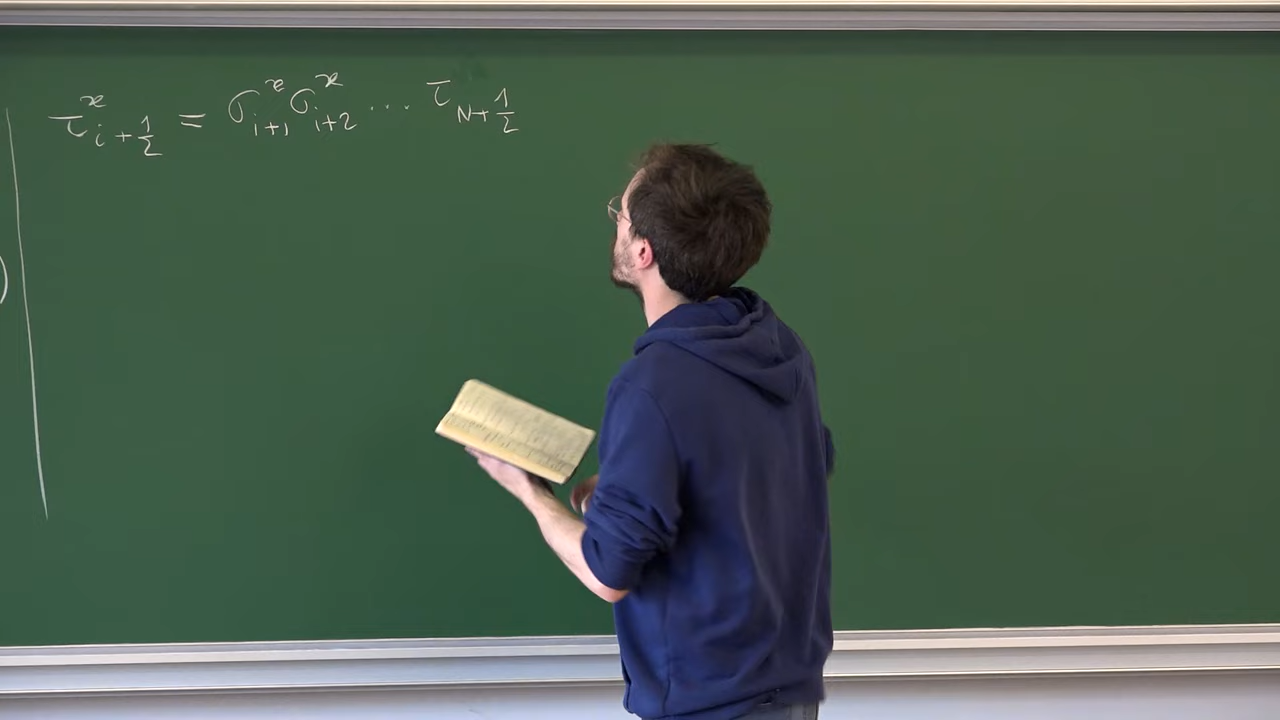 τ^x_{i+1/2} = σ^x_{i+1} σ^x_{i+2} ... τ_{N+1/2}
)